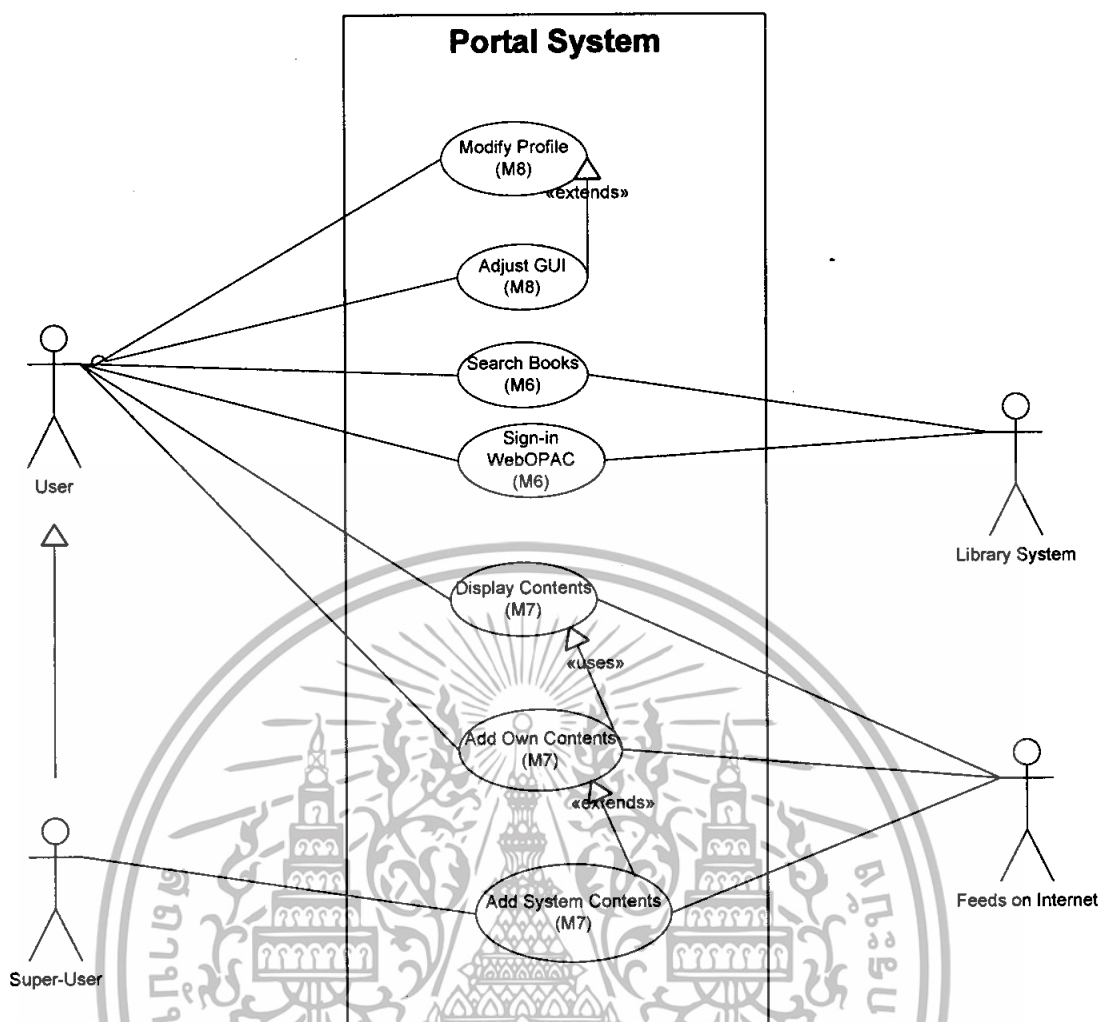 Portal System
Modify Profile
(M8)
«extends»
Adjust GUI
(M8)
Search Books
(M6)
Sign-in
WebOPAC
(M6)
User
Library System
Display Contents
(M7)
«uses»
Add Own Contents
(M7)
«extends»
Add System Contents
(M7)
Feeds on Internet
Super-User